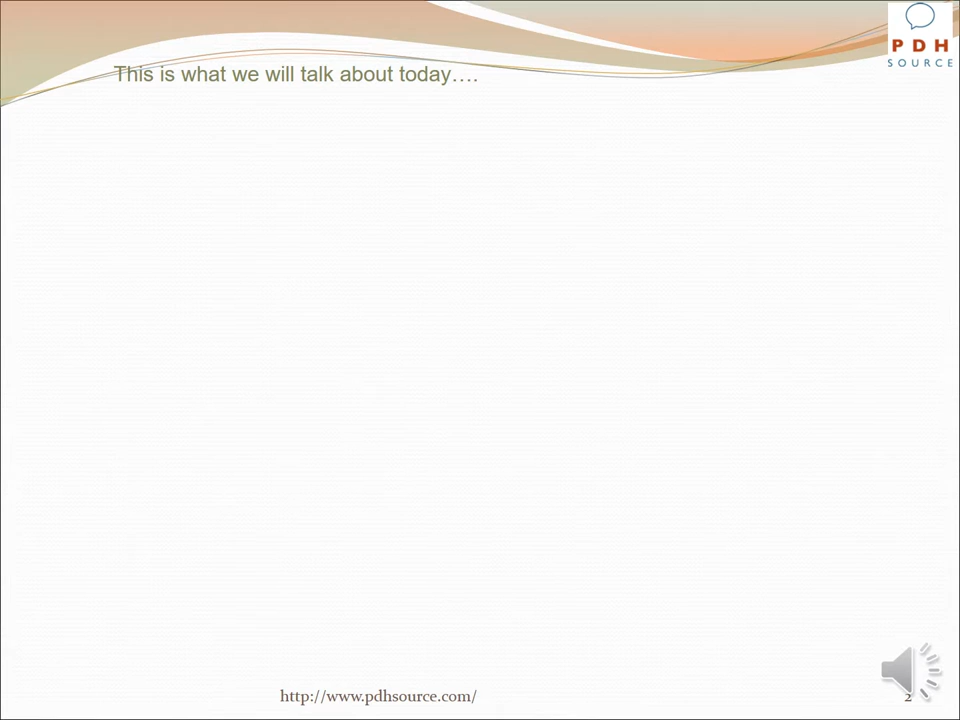 P D H
SOURCE
This is what we will talk about today….
http://www.pdhsource.com/
2